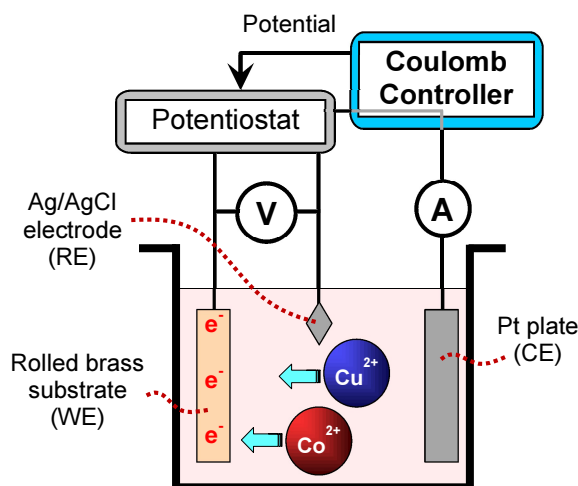 Potential
Coulomb
Controller
Potentiostat
Ag/AgCl
electrode
(RE)
V
A
e-
Pt plate
(CE)
Rolled brass
substrate
(WE)
e-
Cu2+
e-
Co2+